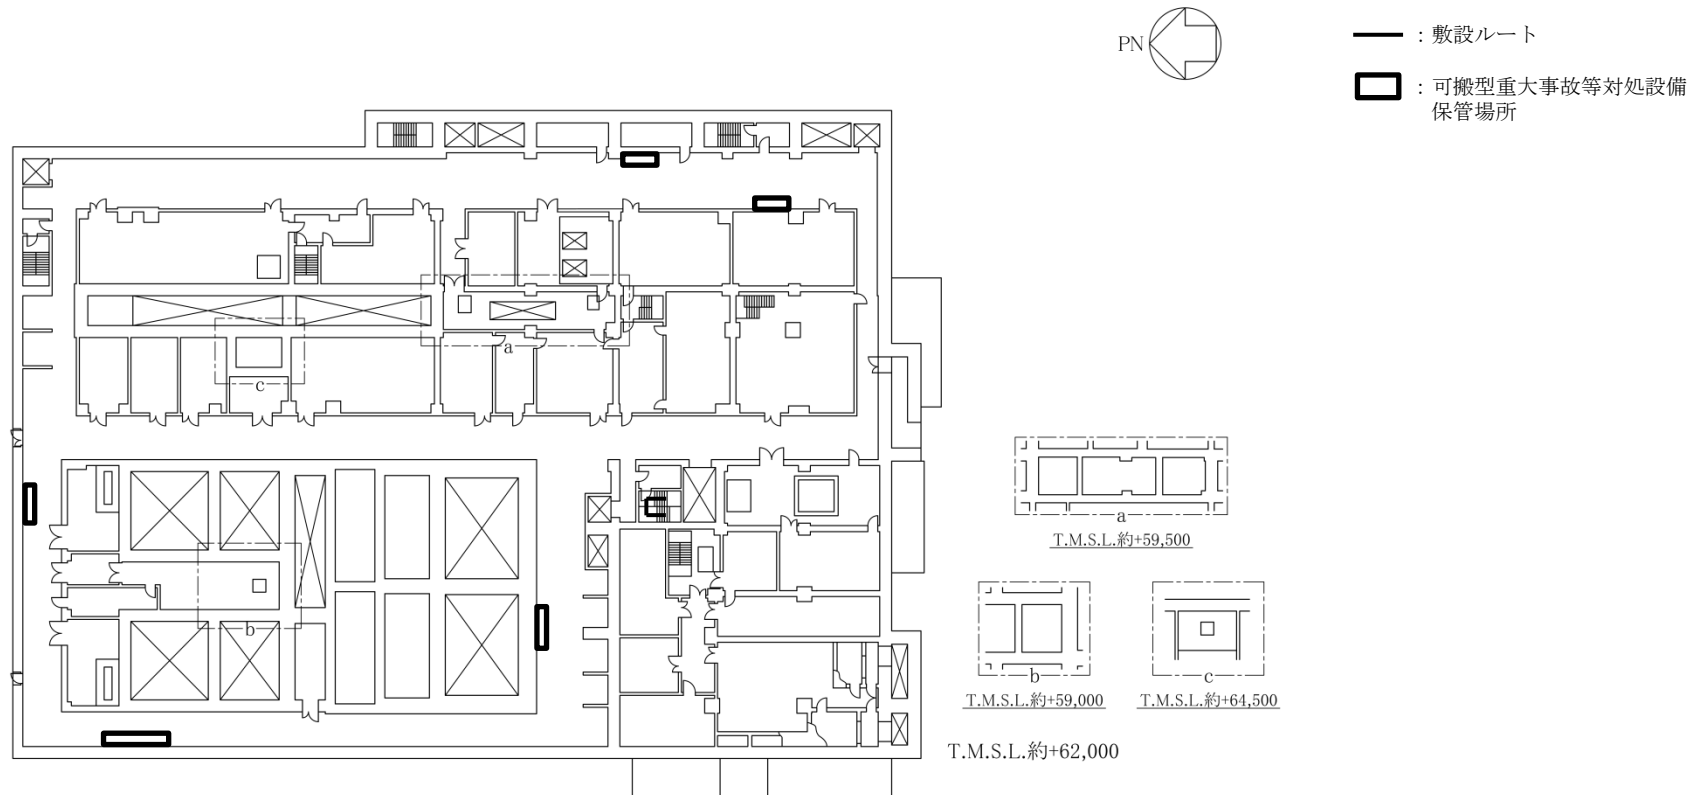 PN
：敷設ルート
：可搬型重大事故等対処設備
保管場所
a
c
b
a
T.M.S.L.約+59,500
b
T.M.S.L.約+59,000
c
T.M.S.L.約+64,500
T.M.S.L.約+62,000